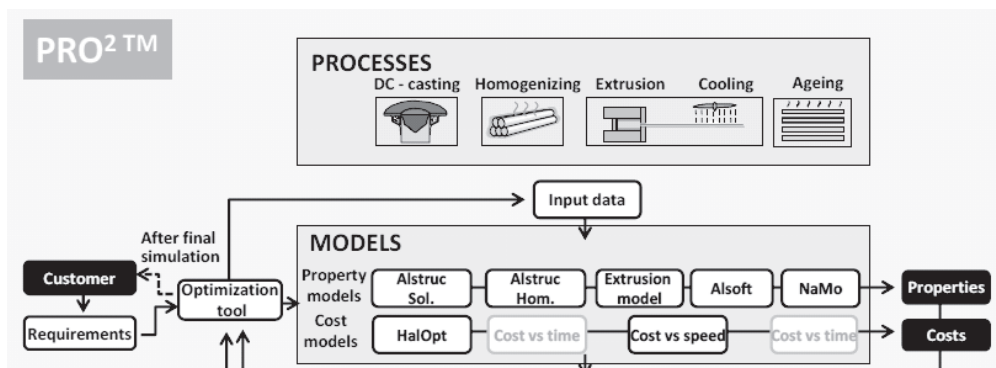 PRO² ™
PROCESSES
DC - casting Homogenizing Extrusion Cooling Ageing
Input data
MODELS
After final
simulation
Customer
Requirements
Optimization
tool
Property
models
Alstruc
Sol.
Alstruc
Hom.
Extrusion
model
Alsoft
NaMo
Properties
Cost
models
HalOpt
Cost vs time
Cost vs speed
Cost vs time
Costs